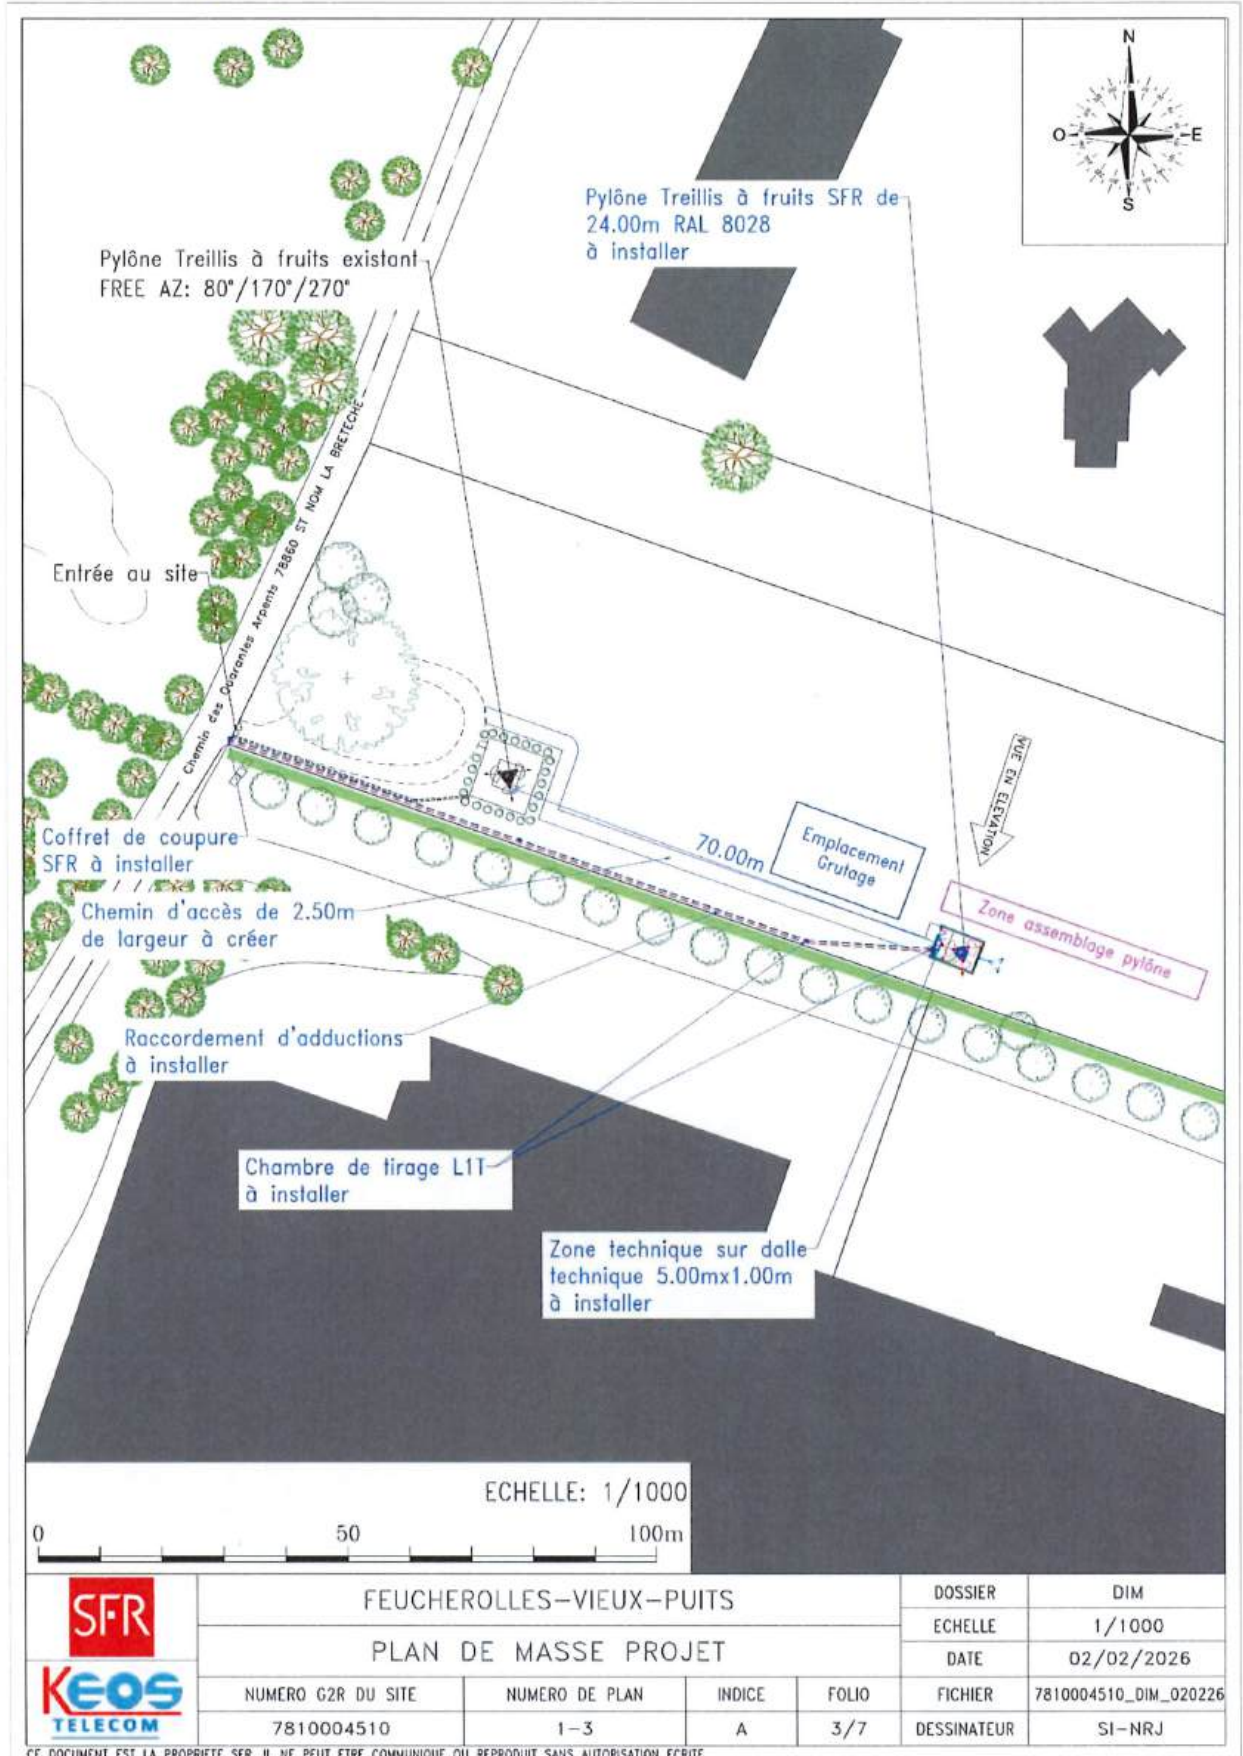 N
O
E
S
Pylône Treillis à fruits SFR de
24.00m RAL 8028
à installer
Pylône Treillis à fruits existant
FREE AZ: 80°/170°/270°
Chemin des Quarantes Arpents 78860 ST NOM LA BRETECHE
Entrée au site
VUE EN ELEVATION
Coffret de coupure
SFR à installer
70.00m
Emplacement
Grutage
Zone assemblage pylône
Chemin d'accès de 2.50m
de largeur à créer
Raccordement d'adductions
à installer
Chambre de tirage L1T
à installer
Zone technique sur dalle
technique 5.00mx1.00m
à installer
ECHELLE: 1/1000
0 50 100m
SFR
KEOS
TELECOM
FEUCHEROLLES-VIEUX-PUITS
PLAN DE MASSE PROJET
DOSSIER DIM
ECHELLE 1/1000
DATE 02/02/2026
NUMERO G2R DU SITE NUMERO DE PLAN INDICE FOLIO FICHIER 7810004510_DIM_020226
7810004510 1-3 A 3/7 DESSINATEUR SI-NRJ
CE DOCUMENT EST LA PROPRIETE SFR. IL NE PEUT ETRE COMMUNIQUE OU REPRODUIT SANS AUTORISATION ECRITE